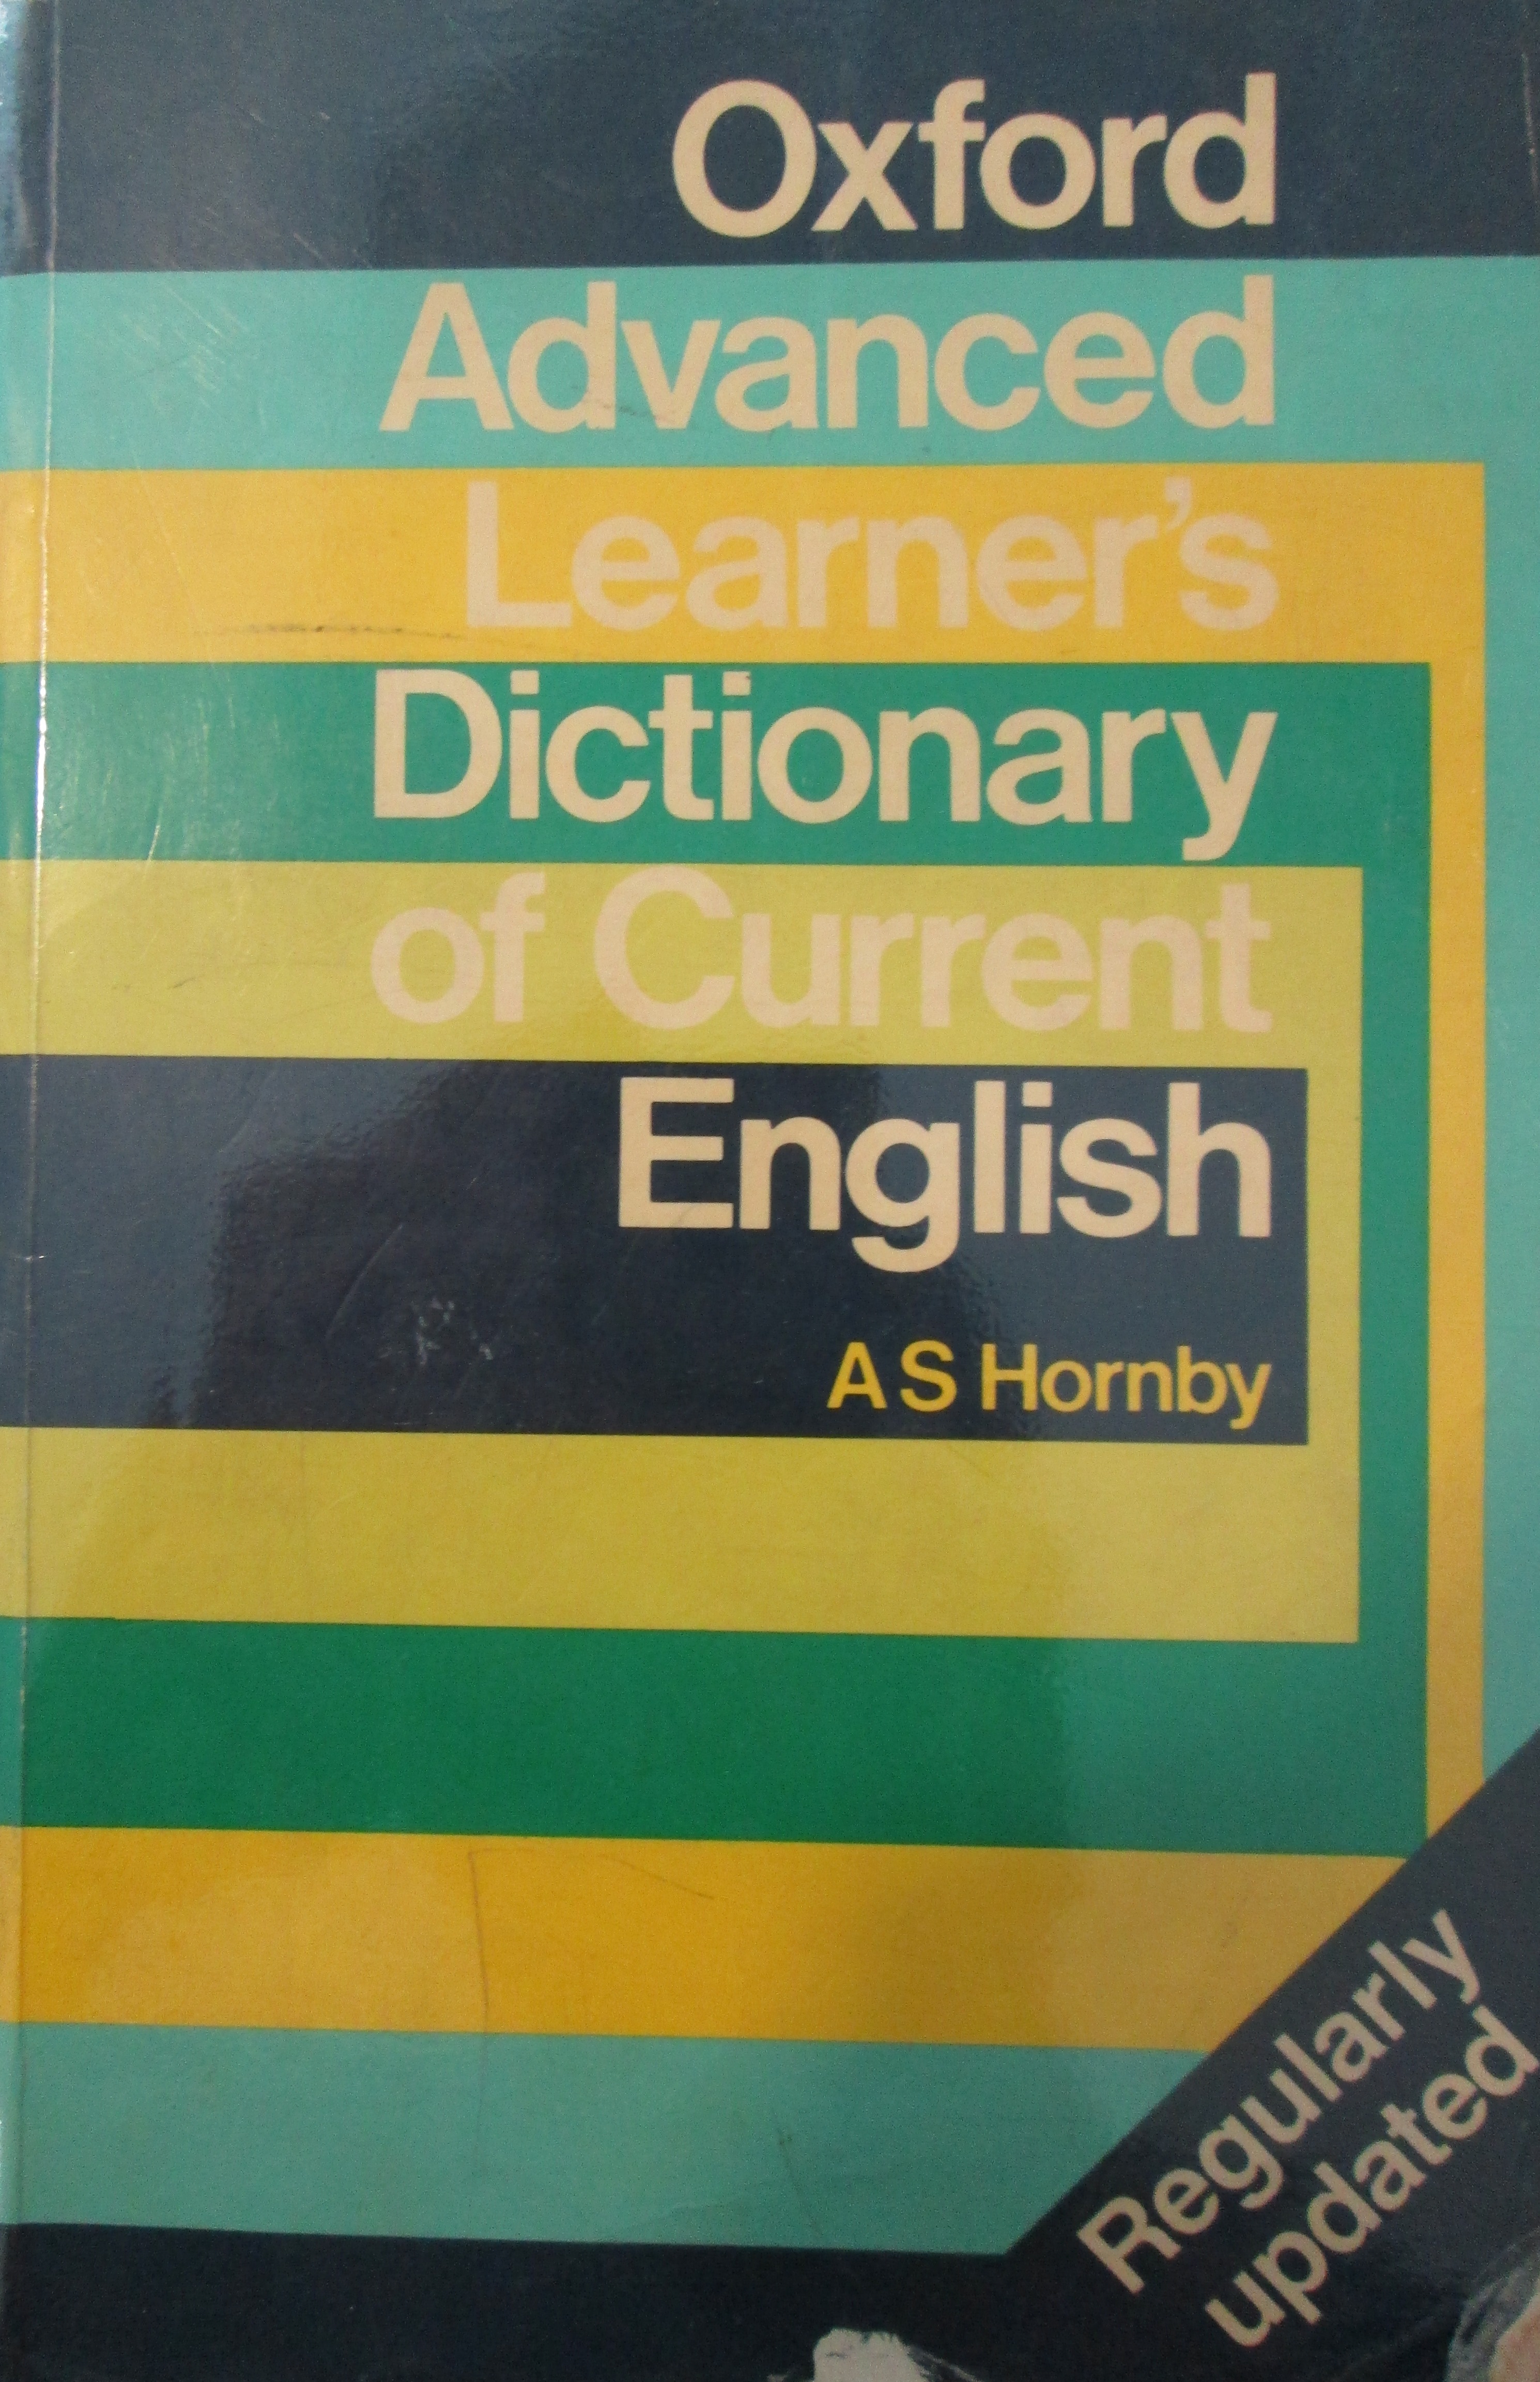 Oxford
Advanced
Learner's
Dictionary
of Current
English
A S Hornby
Regularly
updated